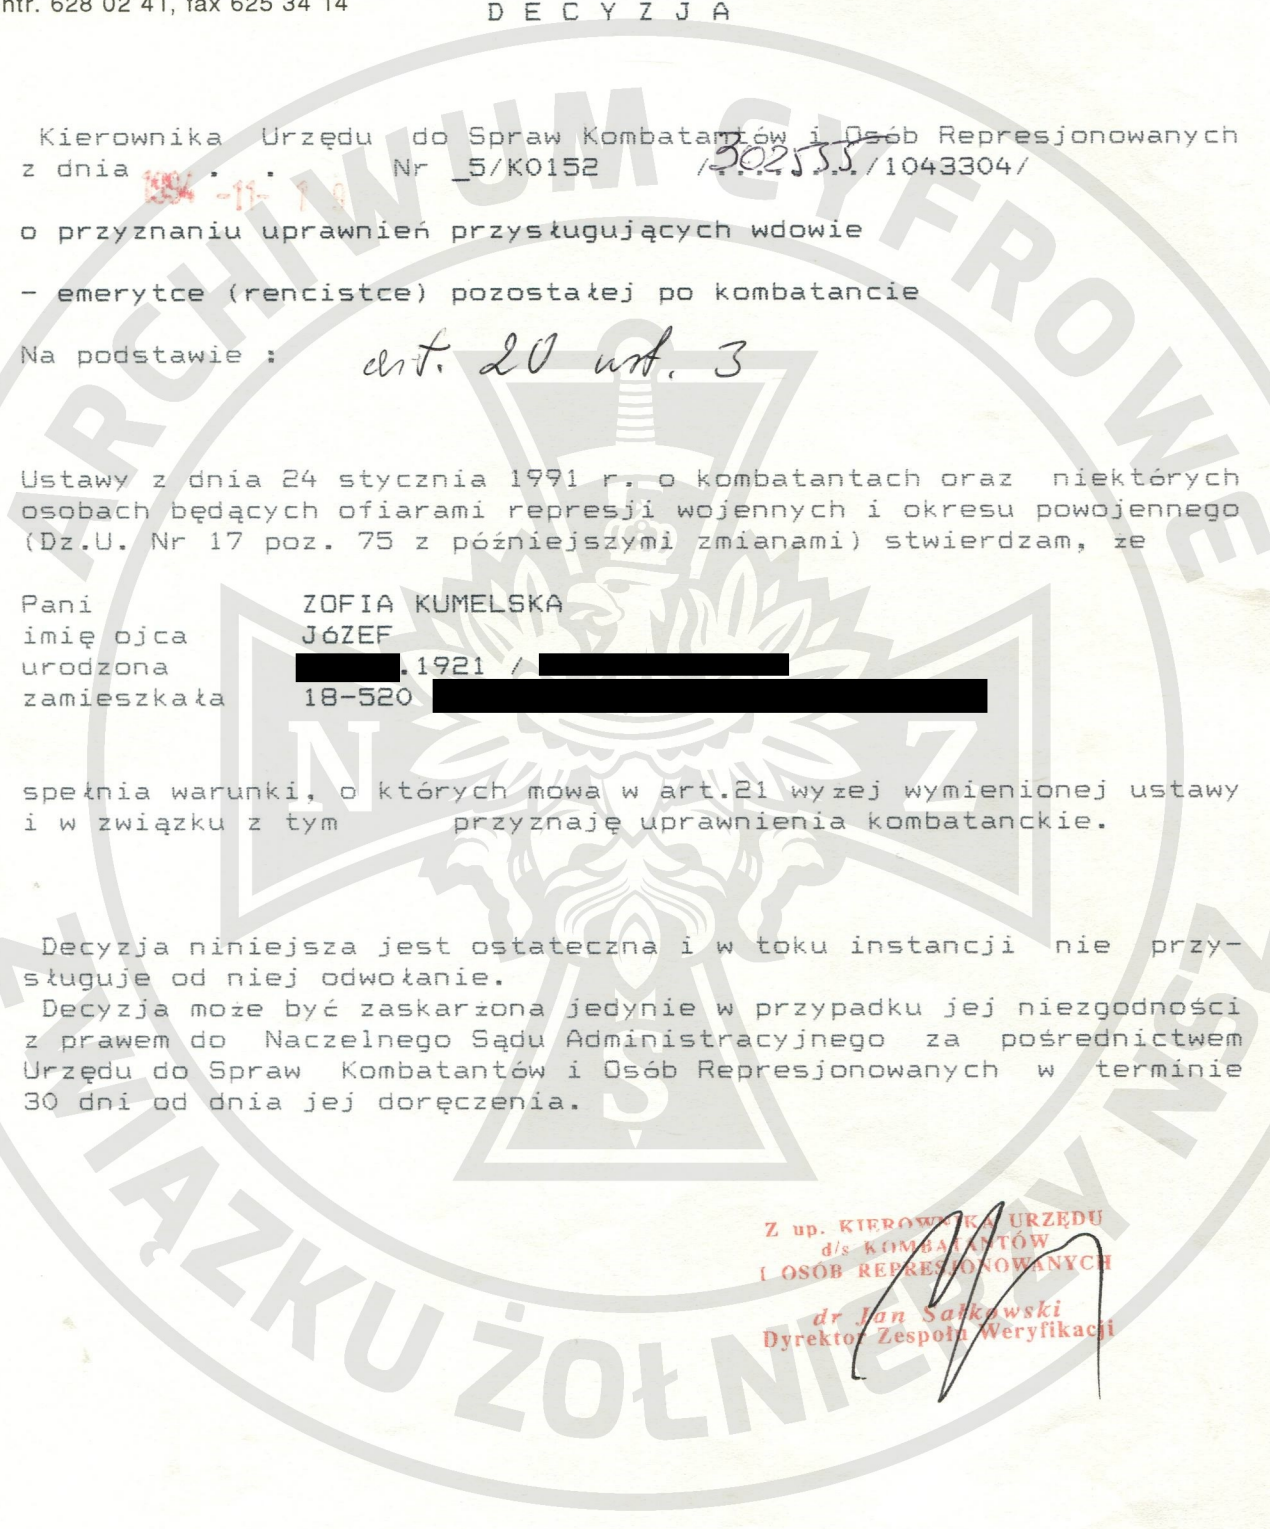 ntr. 628 02 41, fax 625 34 14
D E C Y Z J A
Kierownika Urzędu do Spraw Kombatantów i Osób Represjonowanych
z dnia 1994 -11- . . Nr _5/K0152 /302535/1043304/
o przyznaniu uprawnień przysługujących wdowie
- emerytce (rencistce) pozostałej po kombatancie
Na podstawie : art. 20 ust. 3
Ustawy z dnia 24 stycznia 1991 r. o kombatantach oraz niektórych
osobach będących ofiarami represji wojennych i okresu powojennego
(Dz.U. Nr 17 poz. 75 z późniejszymi zmianami) stwierdzam, że
Pani ZOFIA KUMELSKA
imię ojca JóZEF
urodzona .1921 /
zamieszkała 18-520
spełnia warunki, o których mowa w art.21 wyzej wymienionej ustawy
i w związku z tym przyznaję uprawnienia kombatanckie.
Decyzja niniejsza jest ostateczna i w toku instancji nie przy-
sługuje od niej odwołanie.
Decyzja może być zaskarżona jedynie w przypadku jej niezgodności
z prawem do Naczelnego Sądu Administracyjnego za pośrednictwem
Urzędu do Spraw Kombatantów i Osób Represjonowanych w terminie
30 dni od dnia jej doręczenia.
Z up. KIEROWNIKA URZĘDU
d/s KOMBATANTÓW
I OSÓB REPRESJONOWANYCH
dr Jan Sałkowski
Dyrektor Zespołu Weryfikacji
ARCHIWUM CYFROWE
ZWIĄZKU ŻOŁNIERZY NSZ
N Z
S